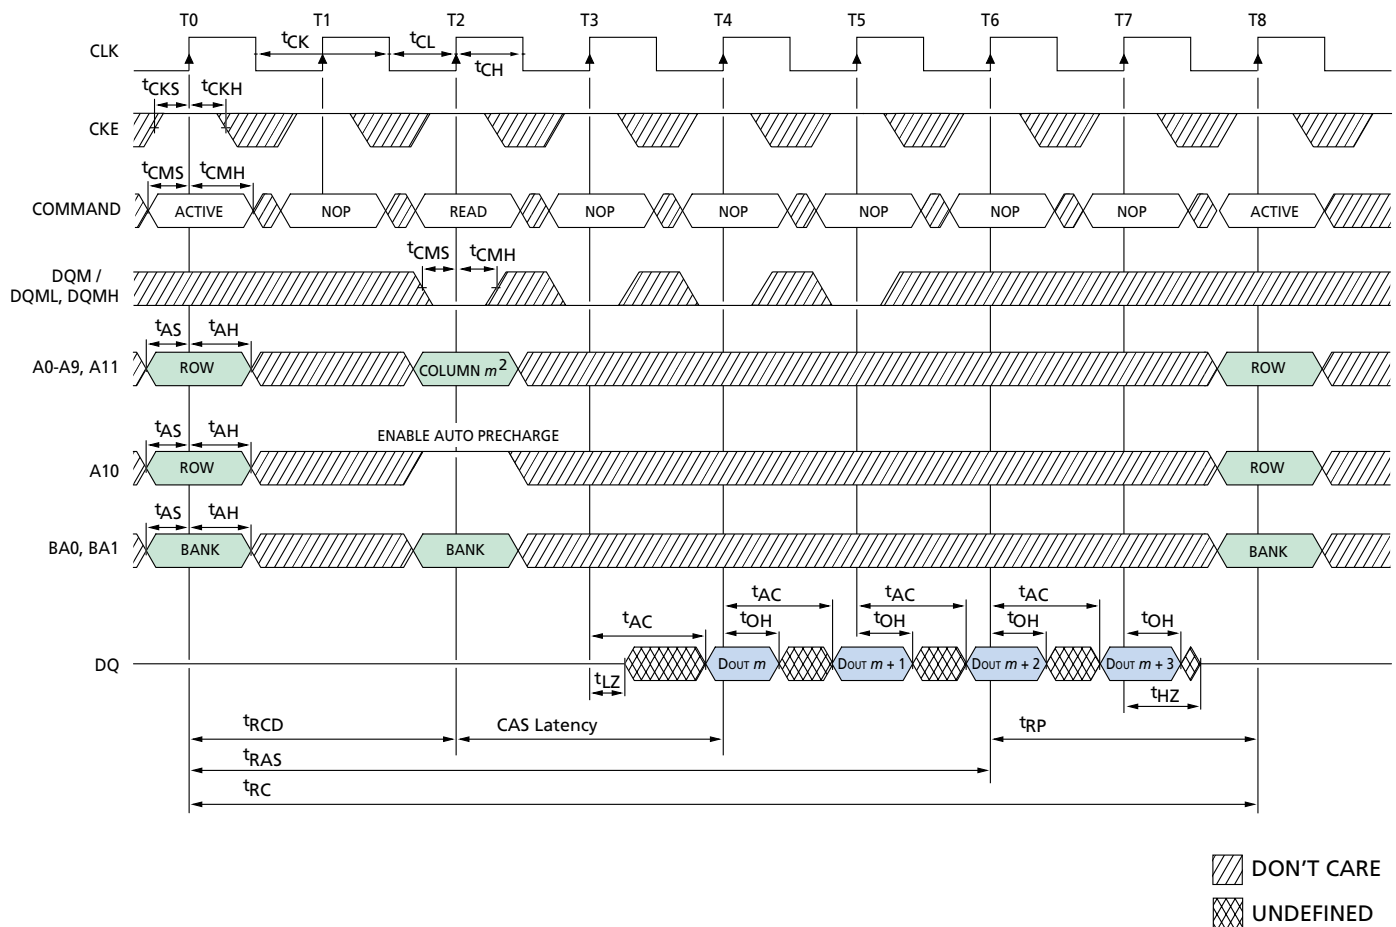 T0 T1 T2 T3 T4 T5 T6 T7 T8
CLK tCK tCL tCH
tCKS tCKH
CKE
tCMS tCMH
COMMAND ACTIVE NOP READ NOP NOP NOP NOP NOP ACTIVE
tCMS tCMH
DQM /
DQML, DQMH
tAS tAH
A0-A9, A11 ROW COLUMN m2 ROW
ENABLE AUTO PRECHARGE
tAS tAH
A10 ROW ROW
tAS tAH
BA0, BA1 BANK BANK BANK
tAC tAC tAC
tAC tOH tOH tOH tOH
DQ DOUT m DOUT m + 1 DOUT m + 2 DOUT m + 3
tLZ tHZ
tRCD CAS Latency tRP
tRAS
tRC
DON'T CARE
UNDEFINED